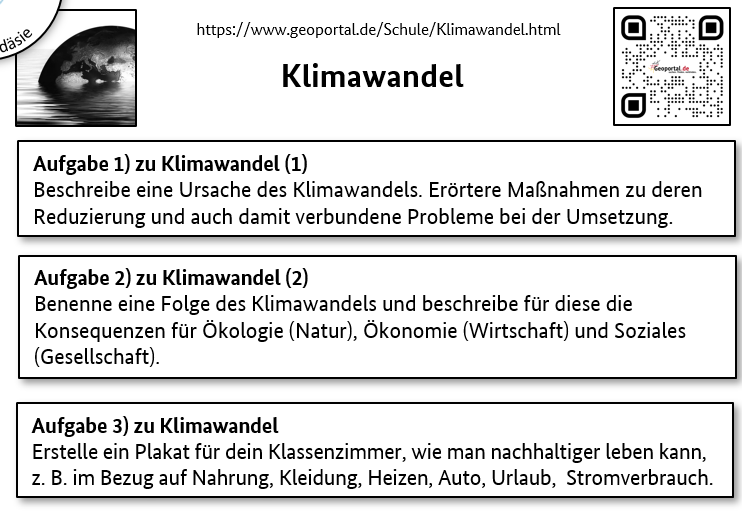 däsie
https://www.geoportal.de/Schule/Klimawandel.html
Klimawandel
Geoportal.de
Aufgabe 1) zu Klimawandel (1)
Beschreibe eine Ursache des Klimawandels. Erörtere Maßnahmen zu deren
Reduzierung und auch damit verbundene Probleme bei der Umsetzung.
Aufgabe 2) zu Klimawandel (2)
Benenne eine Folge des Klimawandels und beschreibe für diese die
Konsequenzen für Ökologie (Natur), Ökonomie (Wirtschaft) und Soziales
(Gesellschaft).
Aufgabe 3) zu Klimawandel
Erstelle ein Plakat für dein Klassenzimmer, wie man nachhaltiger leben kann,
z. B. im Bezug auf Nahrung, Kleidung, Heizen, Auto, Urlaub,  Stromverbrauch.